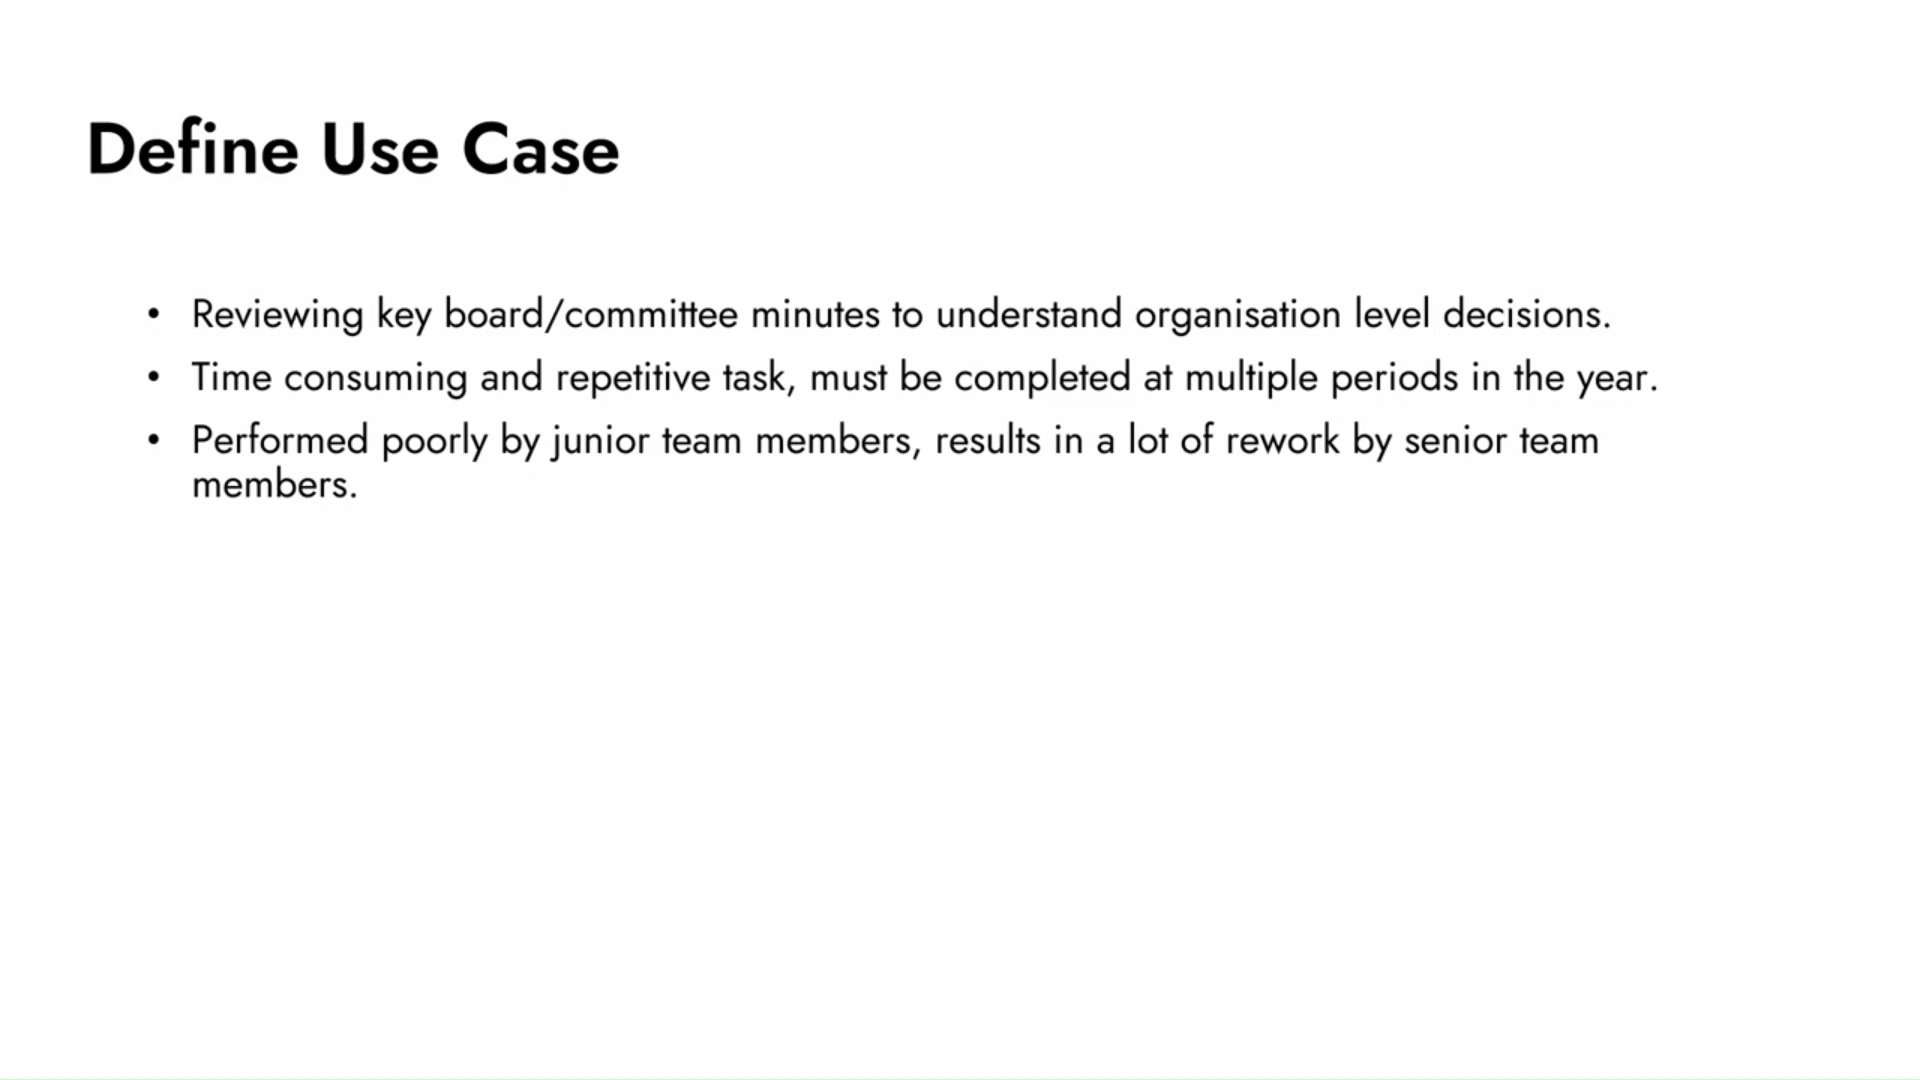 Define Use Case
• Reviewing key board/committee minutes to understand organisation level decisions.
• Time consuming and repetitive task, must be completed at multiple periods in the year.
• Performed poorly by junior team members, results in a lot of rework by senior team
members.